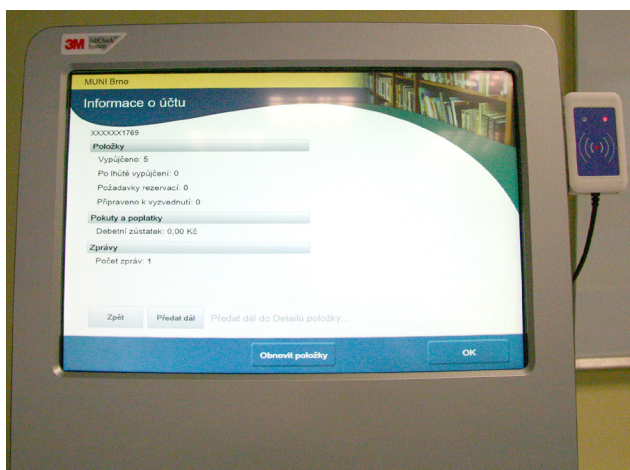 3M SelfCheck™
System
MUNI Brno
Informace o účtu
XXXXXX1769
Položky
Vypůjčeno: 5
Po lhůtě vypůjčení: 0
Požadavky rezervací: 0
Připraveno k vyzvednutí: 0
Pokuty a poplatky
Debetní zůstatek: 0,00 Kč
Zprávy
Počet zpráv: 1
Zpět
Předat dál
Předat dál do Detailů položky...
Obnovit položky
OK